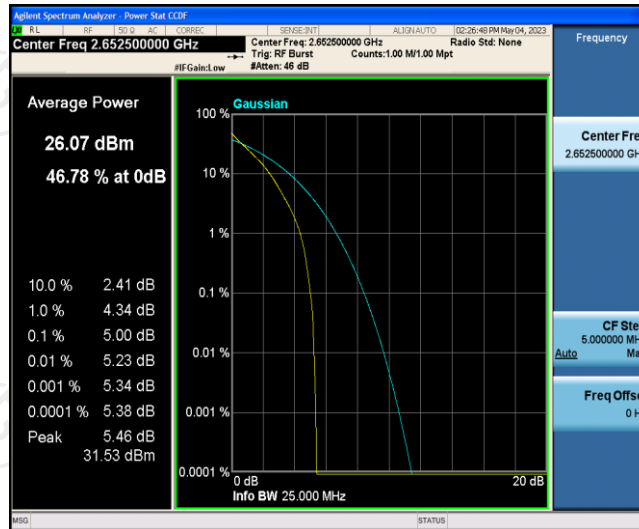 Agilent Spectrum Analyzer - Power Stat CCDF
RL RF 50 Ω AC CORREC SENSE:INT ALIGNAUTO 02:26:48 PM May 04, 2023
Center Freq 2.652500000 GHz
Center Freq: 2.652500000 GHz Radio Std: None
Trig: RF Burst Counts:1.00 M/1.00 Mpt
#IFGain:Low #Atten: 46 dB
Frequency
Average Power
26.07 dBm
46.78 % at 0dB
10.0 % 2.41 dB
1.0 % 4.34 dB
0.1 % 5.00 dB
0.01 % 5.23 dB
0.001 % 5.34 dB
0.0001 % 5.38 dB
Peak 5.46 dB
31.53 dBm
Gaussian
100 %
10 %
1 %
0.1 %
0.01 %
0.001 %
0.0001 %
0 dB 20 dB
Info BW 25.000 MHz
Center Fre
2.652500000 GH
CF Ste
5.000000 MH
Auto Ma
Freq Offse
0 H
MSG STATUS